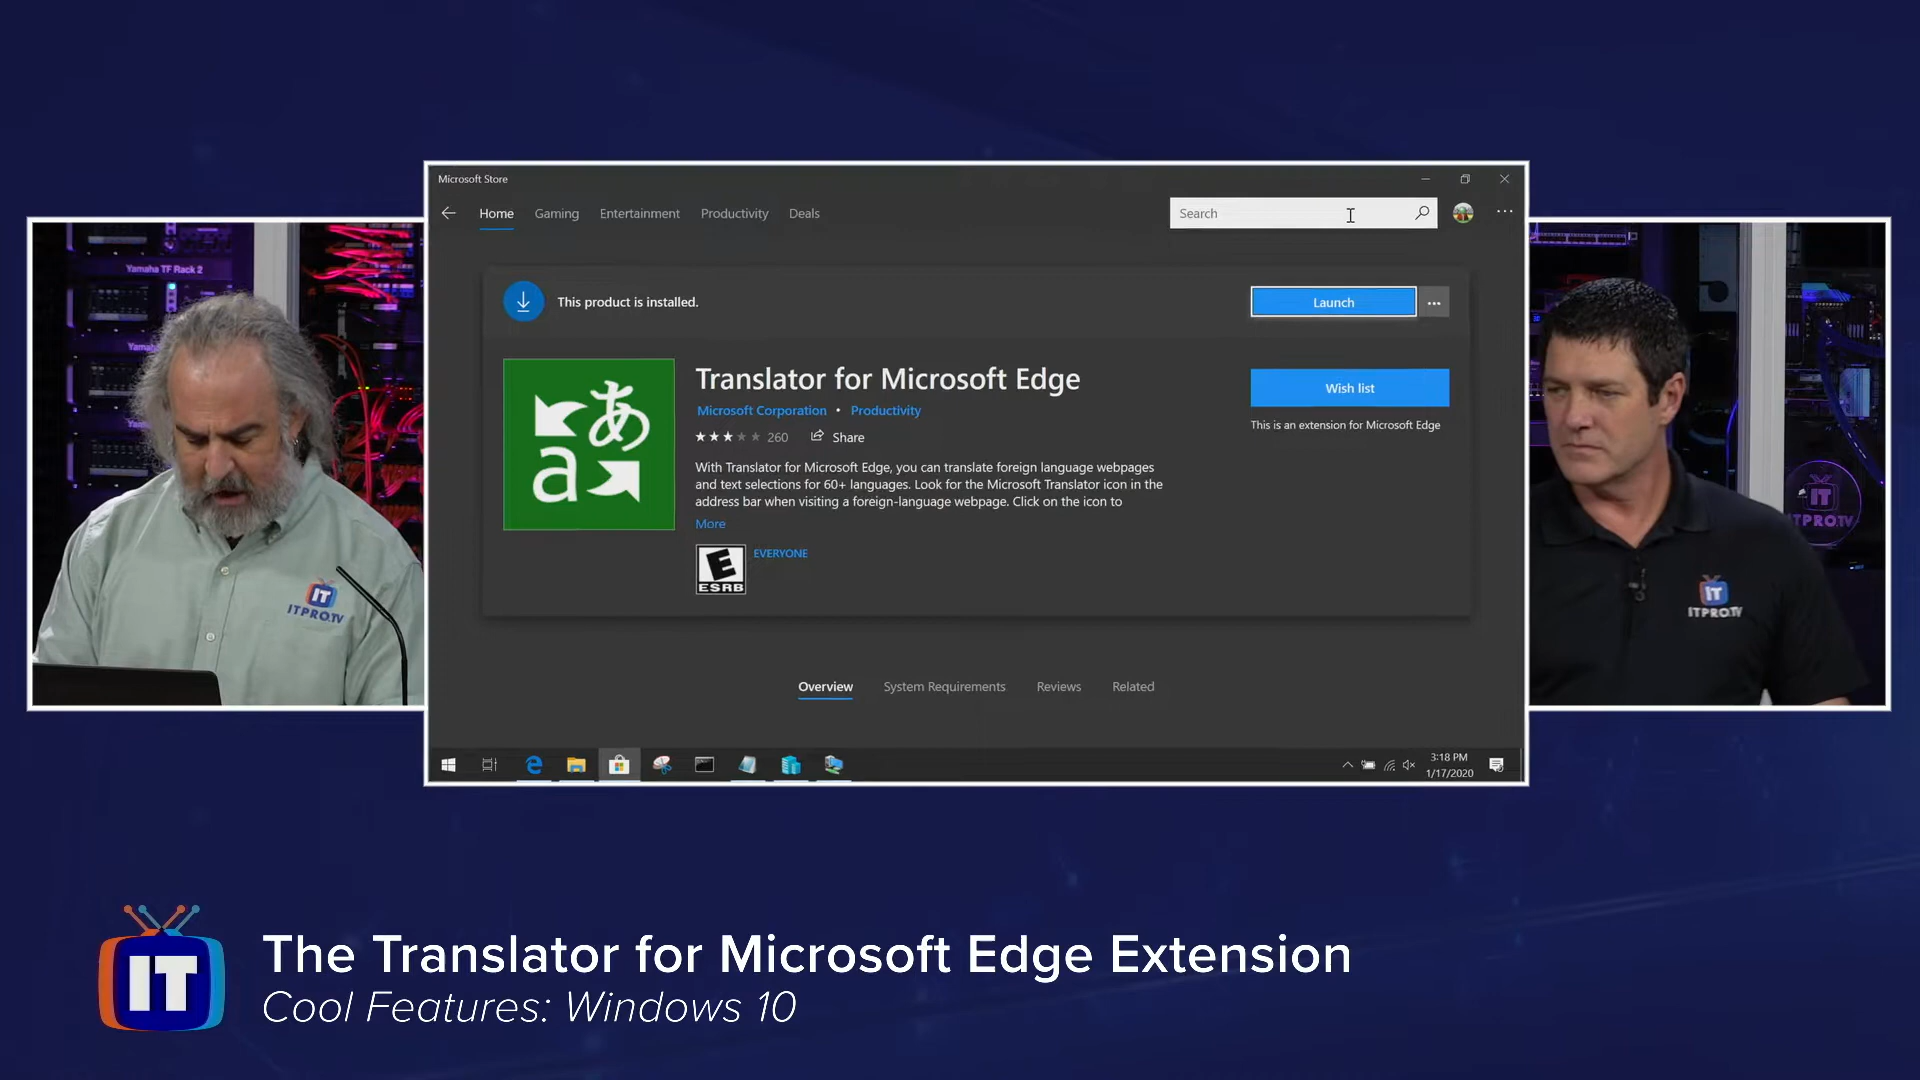 Microsoft Store
Home Gaming Entertainment Productivity Deals
Search
This product is installed.
Launch
あ
a
Translator for Microsoft Edge
Wish list
Microsoft Corporation • Productivity
This is an extension for Microsoft Edge
260 Share
With Translator for Microsoft Edge, you can translate foreign language webpages
and text selections for 60+ languages. Look for the Microsoft Translator icon in the
address bar when visiting a foreign-language webpage. Click on the icon to
More
E
ESRB
EVERYONE
Overview System Requirements Reviews Related
3:18 PM
1/17/2020
Yamaha TF Rack 2
IT
ITPRO.TV
IT
ITPRO.TV
IT
ITPRO.TV
IT
The Translator for Microsoft Edge Extension
Cool Features: Windows 10